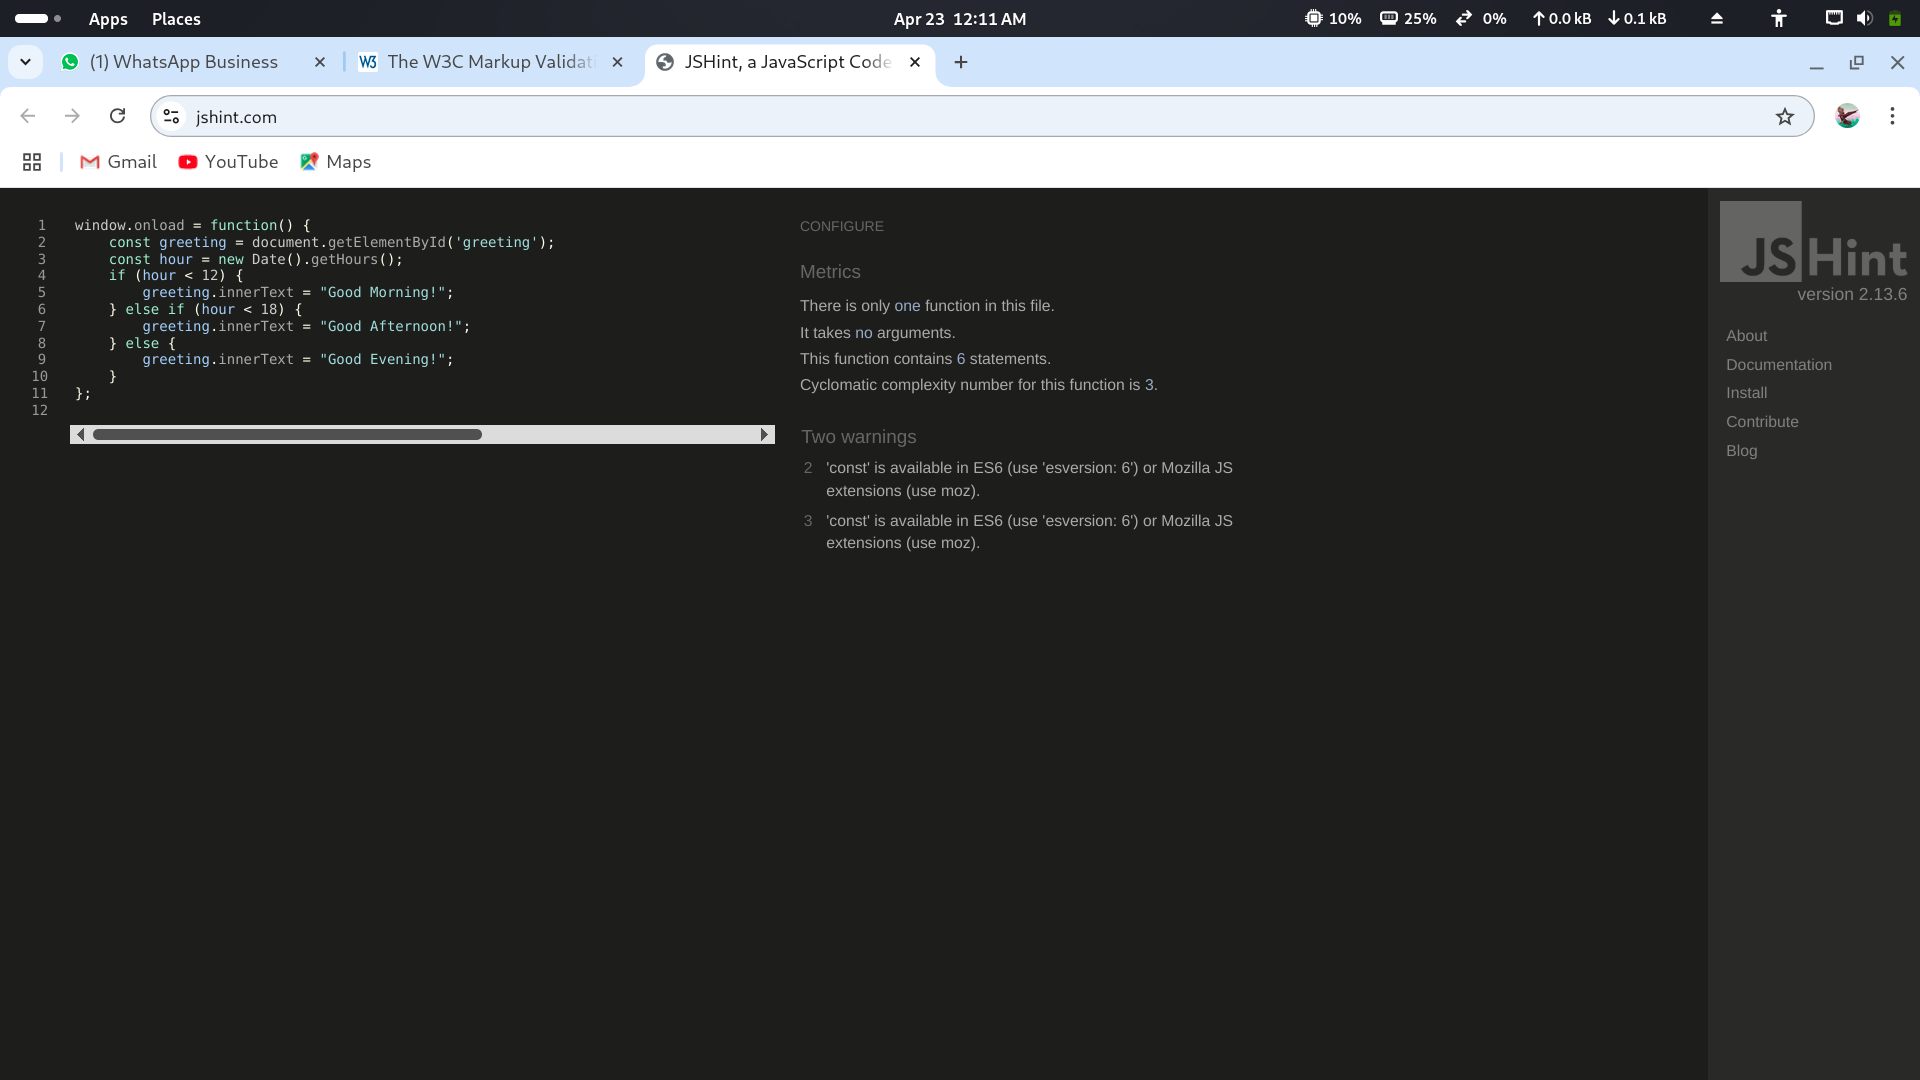 Apps Places Apr 23 12:11 AM 10% 25% 0% ↑0.0 kB ↓0.1 kB
(1) WhatsApp Business W3 The W3C Markup Validati JSHint, a JavaScript Code
jshint.com
Gmail YouTube Maps
1 window.onload = function() {
2 const greeting = document.getElementById('greeting');
3 const hour = new Date().getHours();
4 if (hour < 12) {
5 greeting.innerText = "Good Morning!";
6 } else if (hour < 18) {
7 greeting.innerText = "Good Afternoon!";
8 } else {
9 greeting.innerText = "Good Evening!";
10 }
11 };
12
CONFIGURE
Metrics
There is only one function in this file.
It takes no arguments.
This function contains 6 statements.
Cyclomatic complexity number for this function is 3.
Two warnings
2 'const' is available in ES6 (use 'esversion: 6') or Mozilla JS
extensions (use moz).
3 'const' is available in ES6 (use 'esversion: 6') or Mozilla JS
extensions (use moz).
JSHint
version 2.13.6
About
Documentation
Install
Contribute
Blog